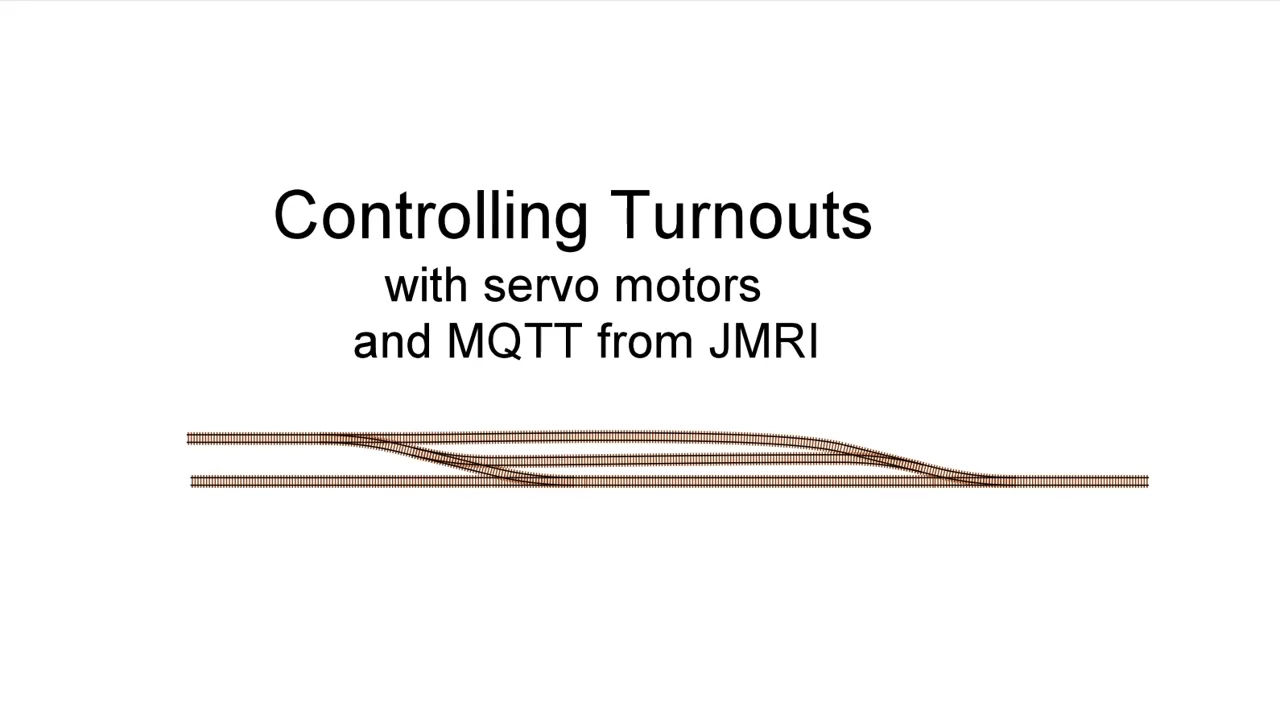 Controlling Turnouts
with servo motors
and MQTT from JMRI